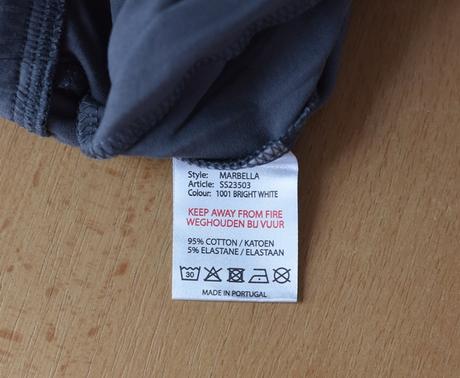 Style: MARBELLA
Article: SS23503
Colour: 1001 BRIGHT WHITE
KEEP AWAY FROM FIRE
WEGHOUDEN BIJ VUUR
95% COTTON / KATOEN
5% ELASTANE / ELASTAAN
30
MADE IN PORTUGAL